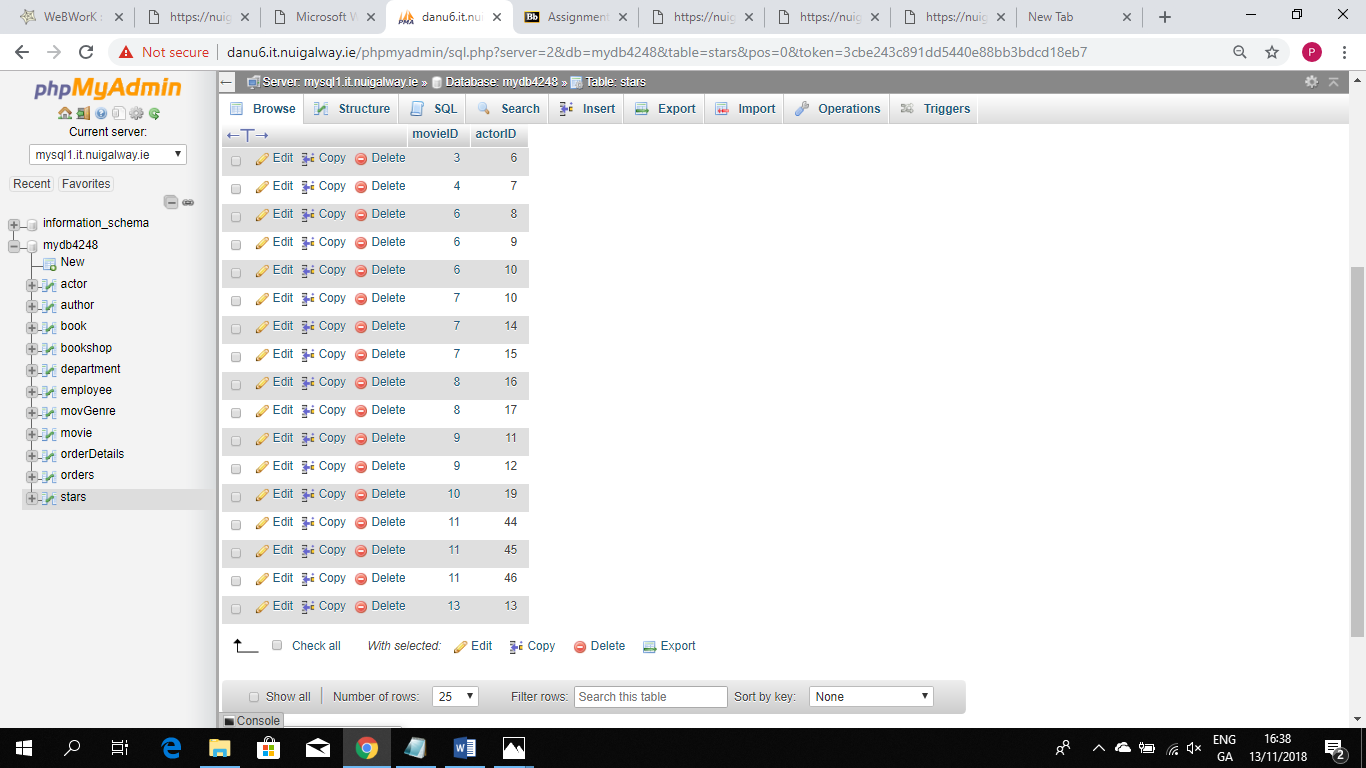 WeBWorK :
https://nuig
Microsoft W
danu6.it.nui
Assignment
https://nuig
https://nuig
https://nuig
New Tab
Not secure
danu6.it.nuigalway.ie/phpmyadmin/sql.php?server=2&db=mydb4248&table=stars&pos=0&token=3cbe243c891dd5440e88bb3bdcd18eb7
P
phpMyAdmin
Current server:
mysql1.it.nuigalway.ie
Recent Favorites
information_schema
mydb4248
New
actor
author
book
bookshop
department
employee
movGenre
movie
orderDetails
orders
stars
Server: mysql1.it.nuigalway.ie » Database: mydb4248 » Table: stars
Browse Structure SQL Search Insert Export Import Operations Triggers
movieID actorID
Edit Copy Delete 3 6
Edit Copy Delete 4 7
Edit Copy Delete 6 8
Edit Copy Delete 6 9
Edit Copy Delete 6 10
Edit Copy Delete 7 10
Edit Copy Delete 7 14
Edit Copy Delete 7 15
Edit Copy Delete 8 16
Edit Copy Delete 8 17
Edit Copy Delete 9 11
Edit Copy Delete 9 12
Edit Copy Delete 10 19
Edit Copy Delete 11 44
Edit Copy Delete 11 45
Edit Copy Delete 11 46
Edit Copy Delete 13 13
Check all With selected: Edit Copy Delete Export
Show all Number of rows: 25 Filter rows: Search this table Sort by key: None
Console
ENG 16:38
GA 13/11/2018 2